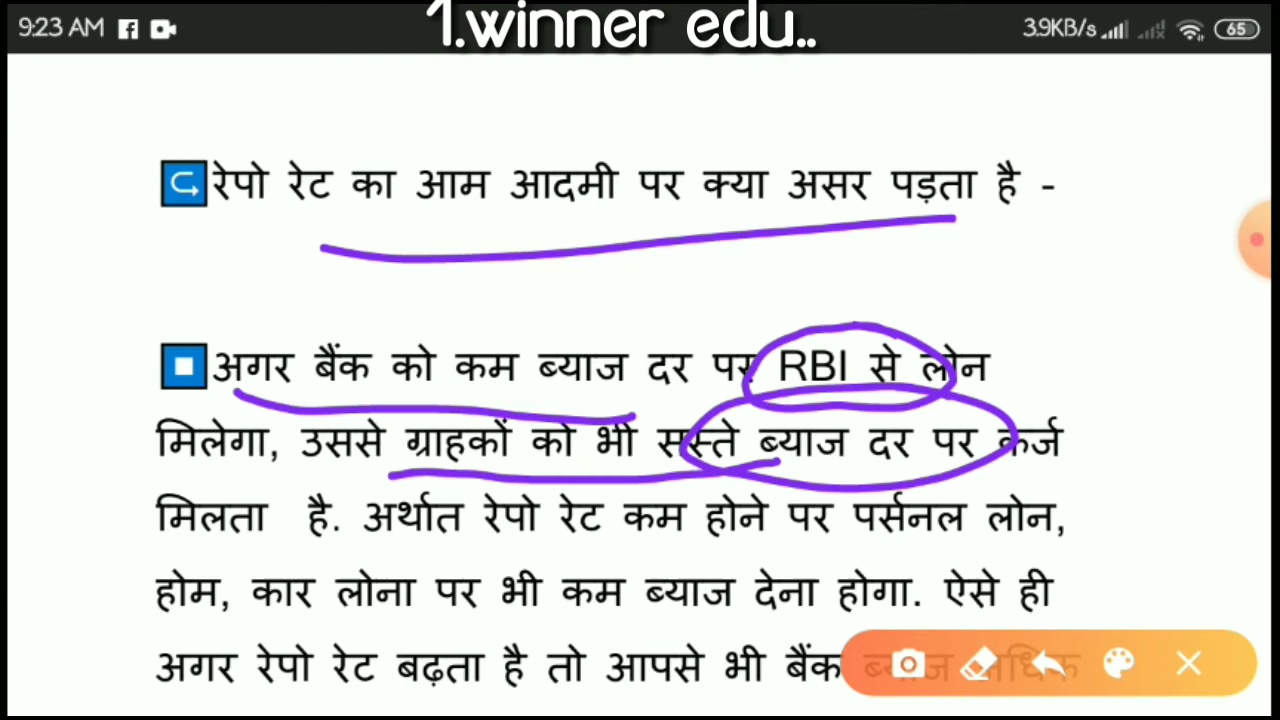 9:23 AM
1.winner edu..
3.9KB/s
65
रेपो रेट का आम आदमी पर क्या असर पड़ता है -
अगर बैंक को कम ब्याज दर पर RBI से लोन
मिलेगा, उससे ग्राहकों को भी सस्ते ब्याज दर पर कर्ज
मिलता है. अर्थात रेपो रेट कम होने पर पर्सनल लोन,
होम, कार लोना पर भी कम ब्याज देना होगा. ऐसे ही
अगर रेपो रेट बढ़ता है तो आपसे भी बैंक ब्याज अधिक